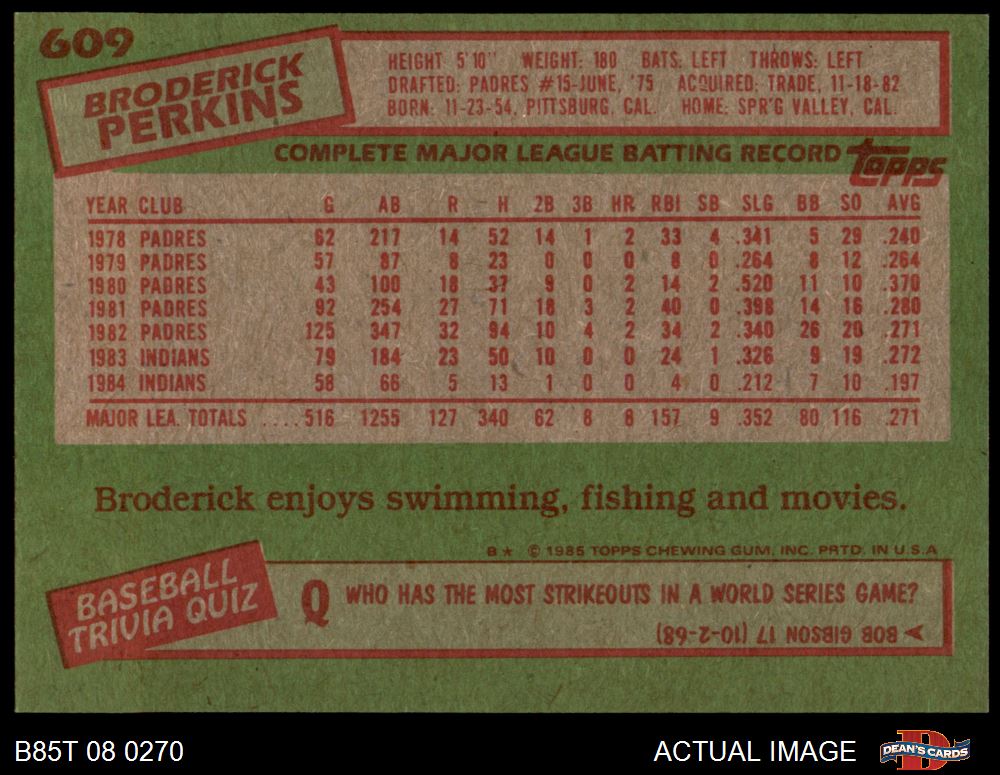 609
BRODERICK
PERKINS
HEIGHT: 5'10" WEIGHT: 180 BATS: LEFT THROWS: LEFT
DRAFTED: PADRES #15-JUNE, '75 ACQUIRED: TRADE, 11-18-82
BORN: 11-23-54, PITTSBURG, CAL. HOME: SPR'G VALLEY, CAL.
COMPLETE MAJOR LEAGUE BATTING RECORD topps
YEAR CLUB G AB R H 2B 3B HR RBI SB SLG BB SO AVG
1978 PADRES 62 217 14 52 14 1 2 33 4 .341 5 29 .240
1979 PADRES 57 87 8 23 0 0 0 8 0 .264 8 12 .264
1980 PADRES 43 100 18 37 9 0 2 14 2 .520 11 10 .370
1981 PADRES 92 254 27 71 18 3 2 40 0 .398 14 16 .280
1982 PADRES 125 347 32 94 10 4 2 34 2 .340 26 20 .271
1983 INDIANS 79 184 23 50 10 0 0 24 1 .326 9 19 .272
1984 INDIANS 58 66 5 13 1 0 0 4 0 .212 7 10 .197
MAJOR LEA. TOTALS .... 516 1255 127 340 62 8 8 157 9 .352 80 116 .271
Broderick enjoys swimming, fishing and movies.
B★ © 1985 TOPPS CHEWING GUM, INC. PRTD. IN U.S.A
BASEBALL
TRIVIA QUIZ
Q WHO HAS THE MOST STRIKEOUTS IN A WORLD SERIES GAME?
BOB GIBSON 17 (10-2-68)
B85T 08 0270 ACTUAL IMAGE D DEAN'S CARDS